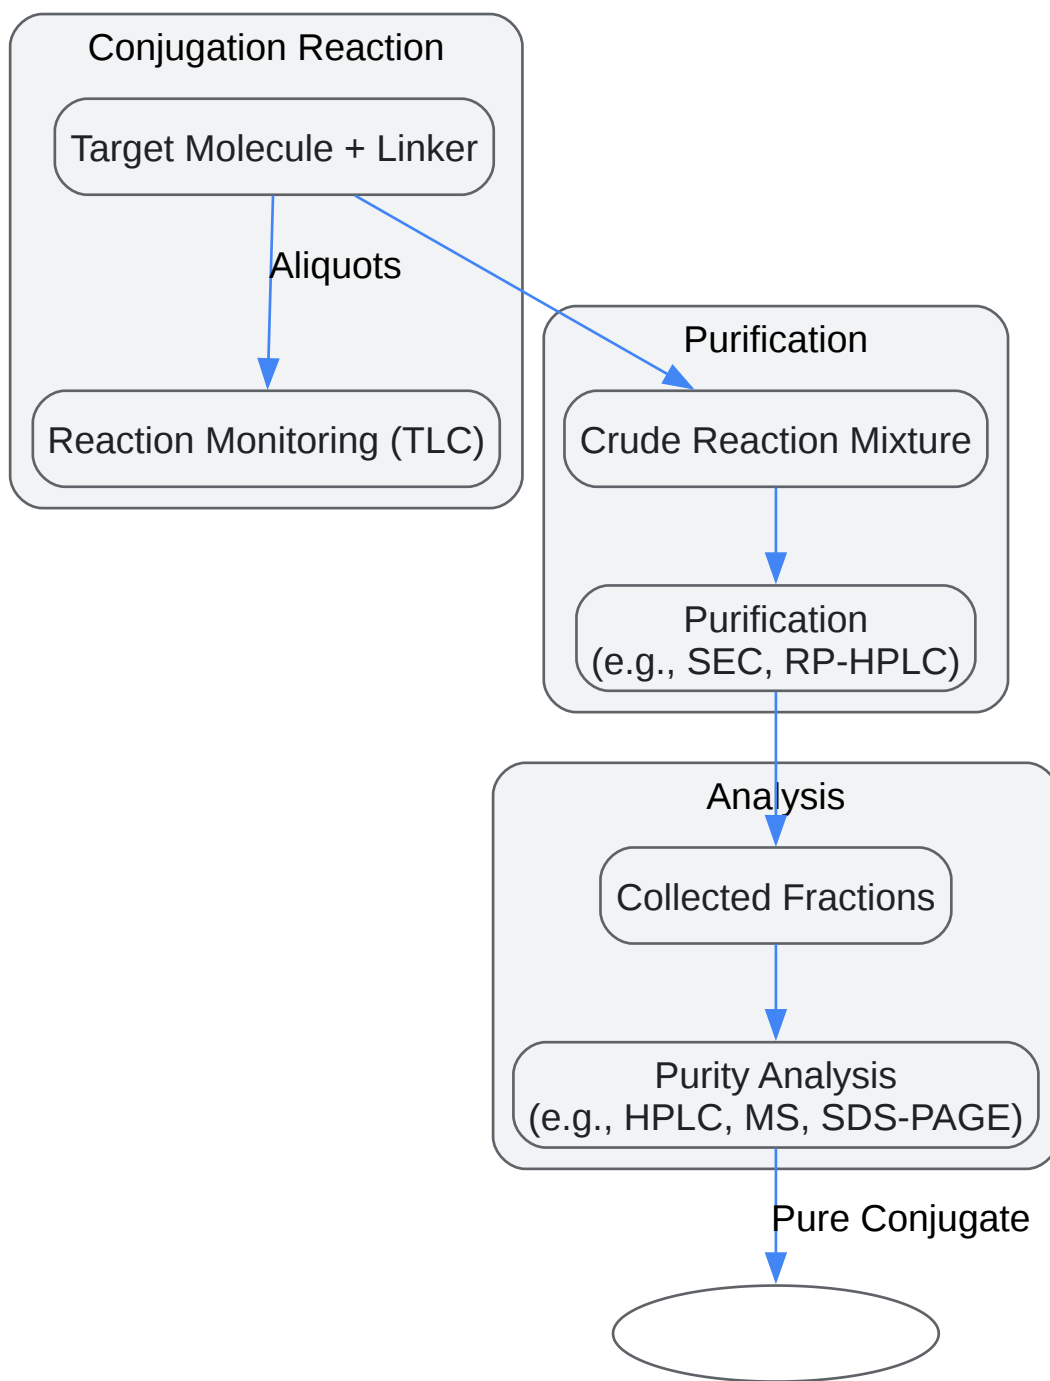 Conjugation Reaction
Target Molecule + Linker
Aliquots
Reaction Monitoring (TLC)
Purification
Crude Reaction Mixture
Purification
(e.g., SEC, RP-HPLC)
Analysis
Collected Fractions
Purity Analysis
(e.g., HPLC, MS, SDS-PAGE)
Pure Conjugate